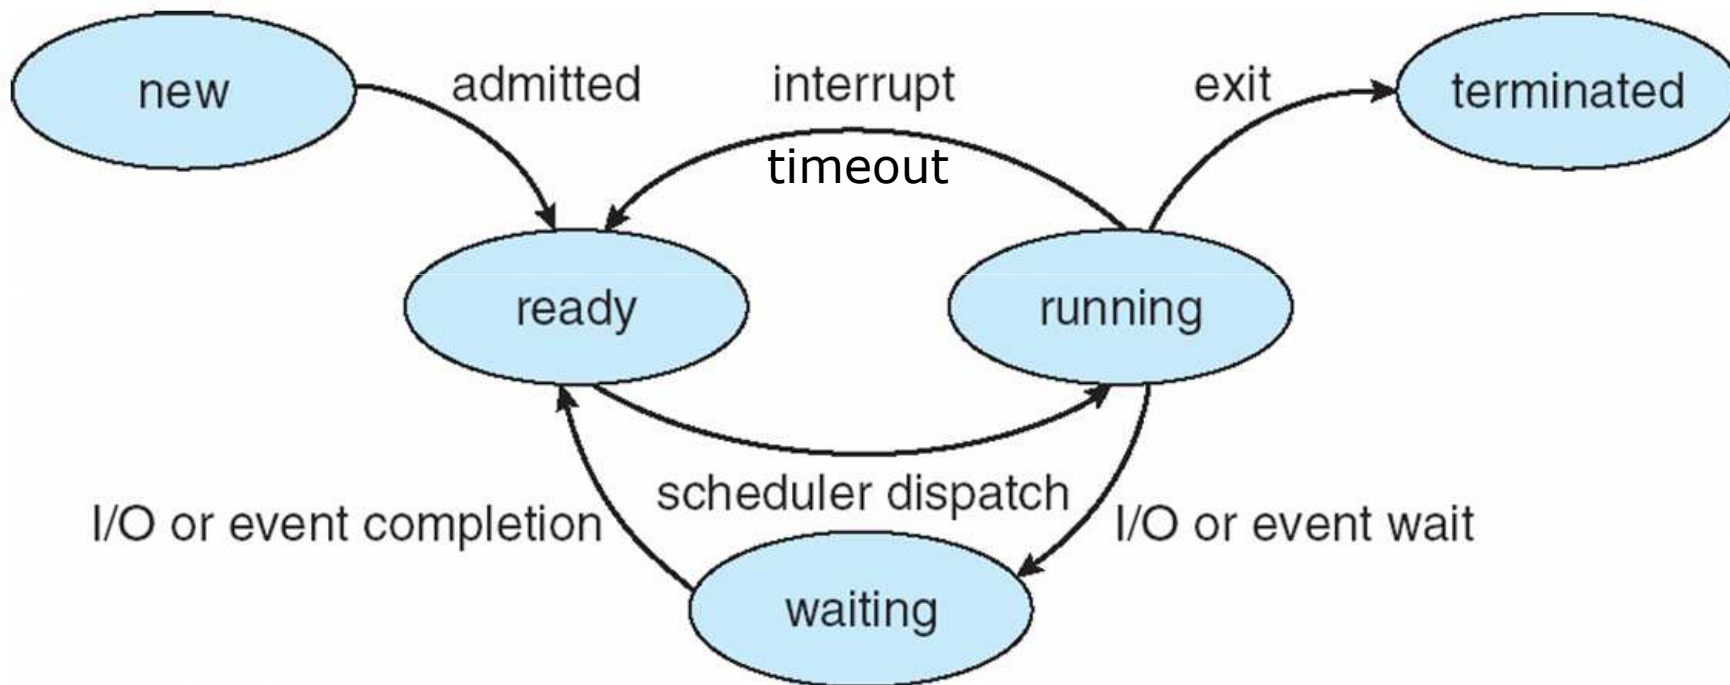 new
admitted
interrupt
exit
terminated
timeout
ready
running
scheduler dispatch
I/O or event completion
I/O or event wait
waiting